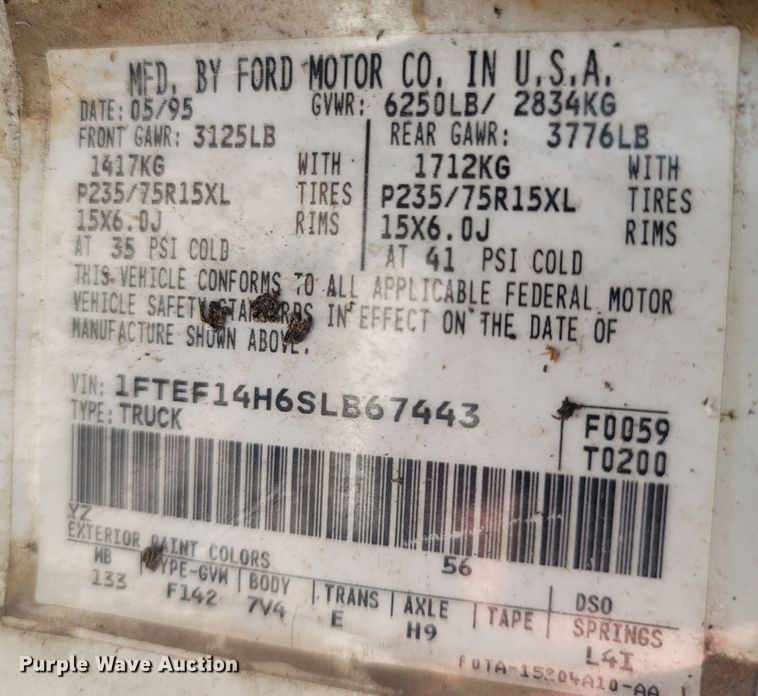 MFD. BY FORD MOTOR CO. IN U.S.A.
DATE: 05/95 GVWR: 6250LB/ 2834KG
FRONT GAWR: 3125LB REAR GAWR: 3776LB
1417KG WITH 1712KG WITH
P235/75R15XL TIRES P235/75R15XL TIRES
15X6.0J RIMS 15X6.0J RIMS
AT 35 PSI COLD AT 41 PSI COLD
THIS VEHICLE CONFORMS TO ALL APPLICABLE FEDERAL MOTOR
VEHICLE SAFETY STANDARDS IN EFFECT ON THE DATE OF
MANUFACTURE SHOWN ABOVE.
VIN: 1FTEF14H6SLB67443 F0059
TYPE: TRUCK T0200
YZ
EXTERIOR PAINT COLORS 56 DSO
WB TYPE-GVW BODY TRANS AXLE TAPE SPRINGS
133 F142 7V4 E H9 L4I
F0TA-15204A10-AA
Purple Wave Auction